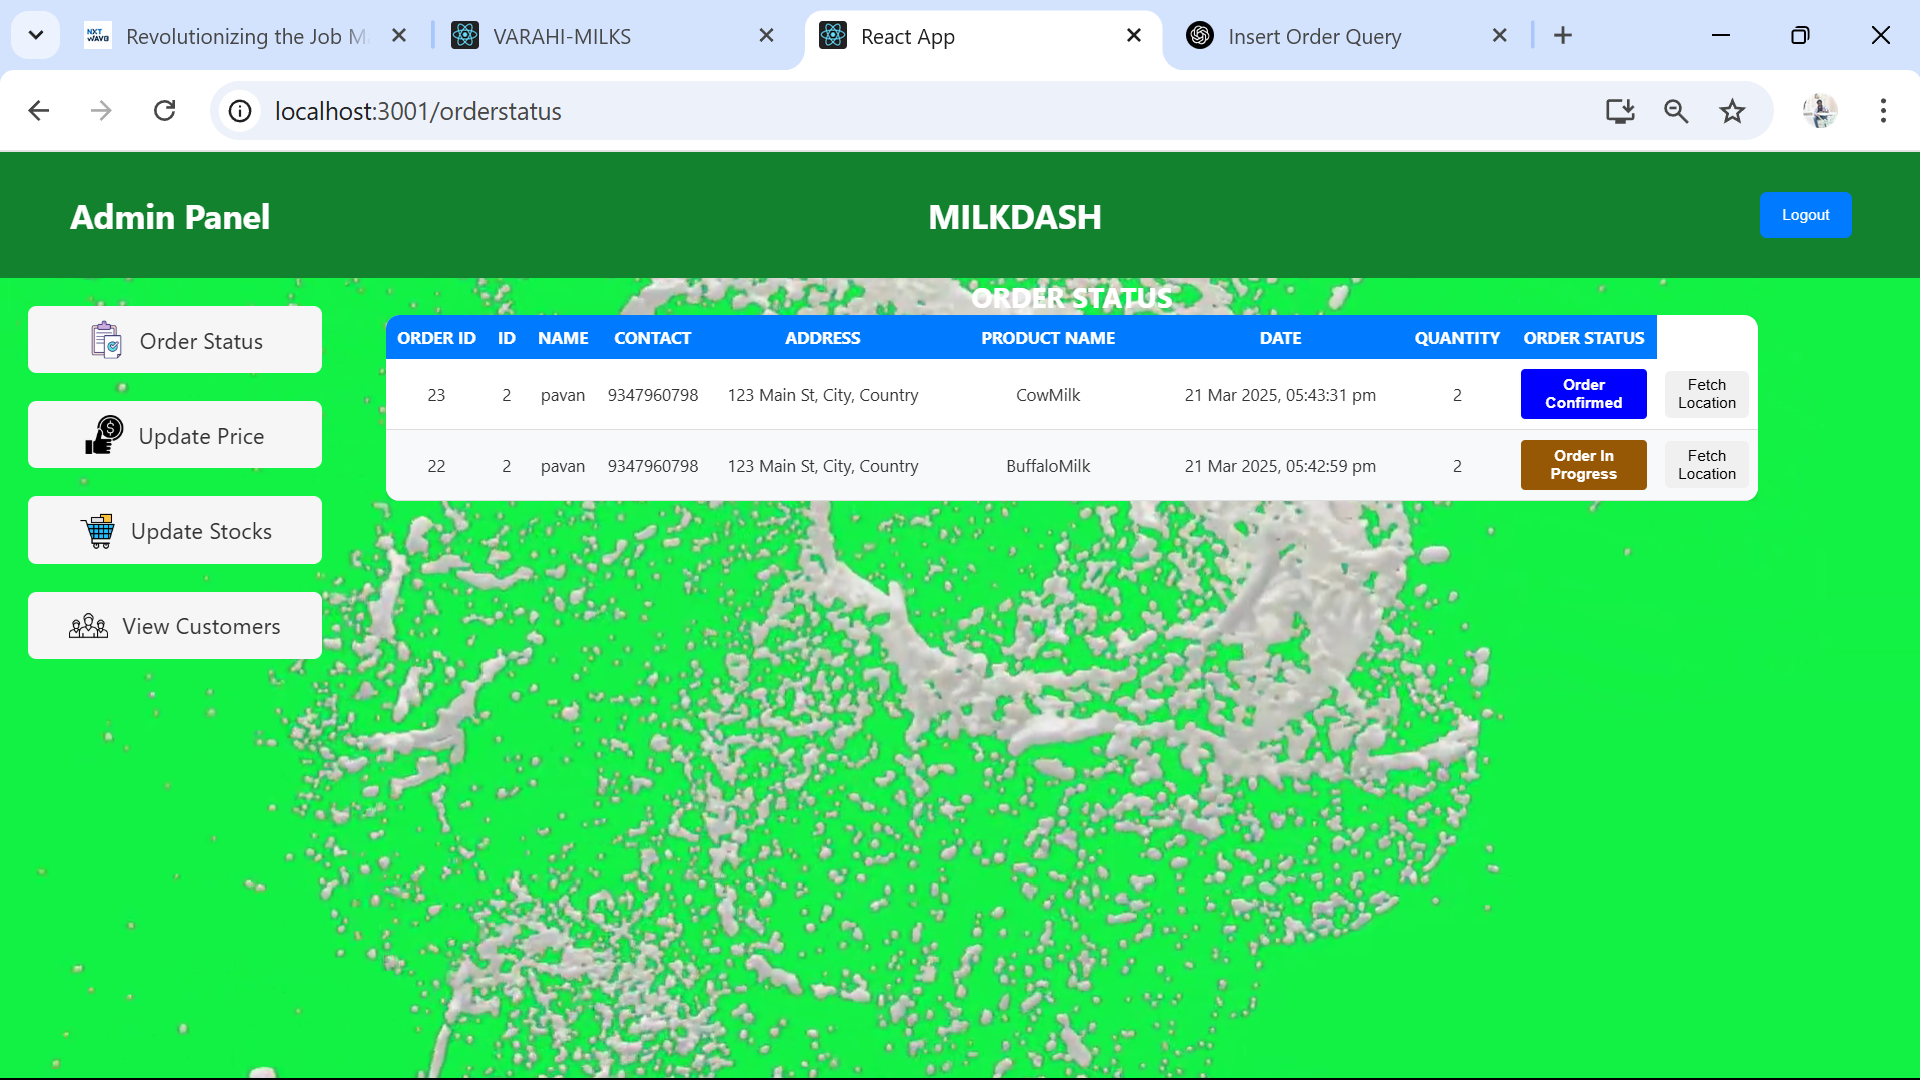 NXT
WAVE
Revolutionizing the Job M
VARAHI-MILKS
React App
Insert Order Query
localhost:3001/orderstatus
Admin Panel
MILKDASH
Logout
Order Status
Update Price
Update Stocks
View Customers
ORDER STATUS
ORDER ID ID NAME CONTACT ADDRESS PRODUCT NAME DATE QUANTITY ORDER STATUS
23 2 pavan 9347960798 123 Main St, City, Country CowMilk 21 Mar 2025, 05:43:31 pm 2 Order Confirmed Fetch Location
22 2 pavan 9347960798 123 Main St, City, Country BuffaloMilk 21 Mar 2025, 05:42:59 pm 2 Order In Progress Fetch Location